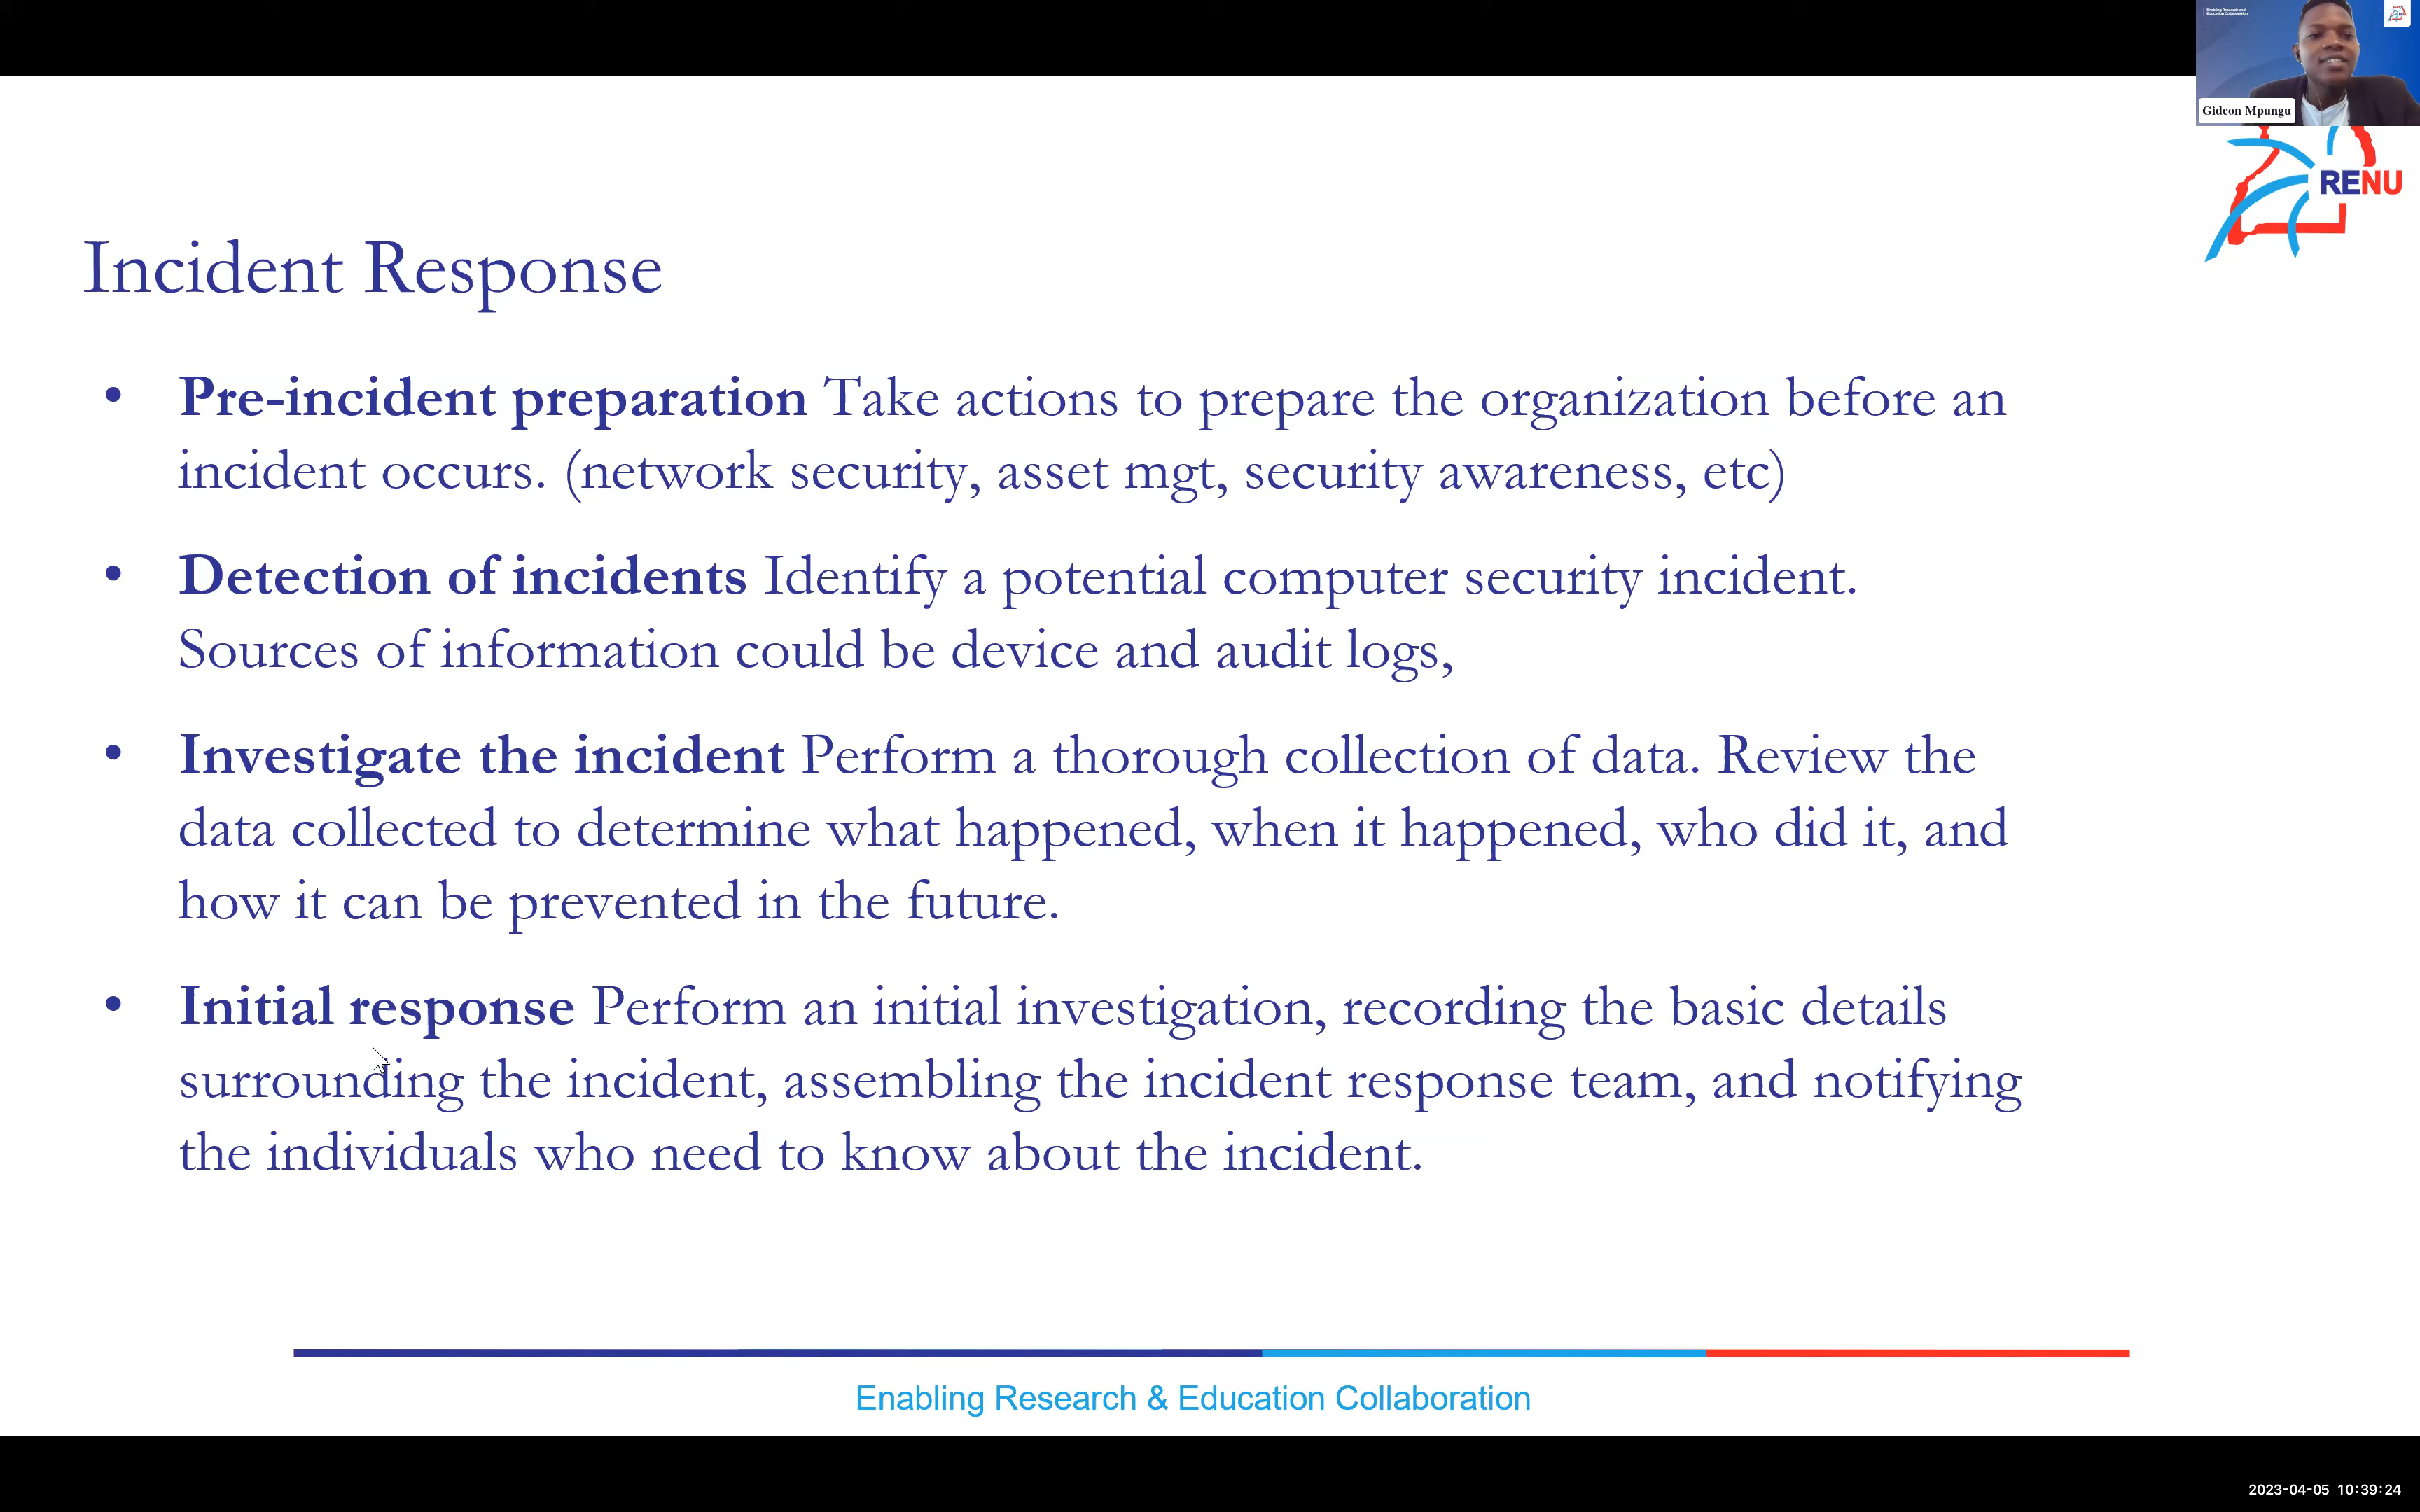 Enabling Research and
Education Collaboration
Gideon Mpungu
RENU
Incident Response
• Pre-incident preparation Take actions to prepare the organization before an
incident occurs. (network security, asset mgt, security awareness, etc)
• Detection of incidents Identify a potential computer security incident.
Sources of information could be device and audit logs,
• Investigate the incident Perform a thorough collection of data. Review the
data collected to determine what happened, when it happened, who did it, and
how it can be prevented in the future.
• Initial response Perform an initial investigation, recording the basic details
surrounding the incident, assembling the incident response team, and notifying
the individuals who need to know about the incident.
Enabling Research & Education Collaboration
2023-04-05 10:39:24